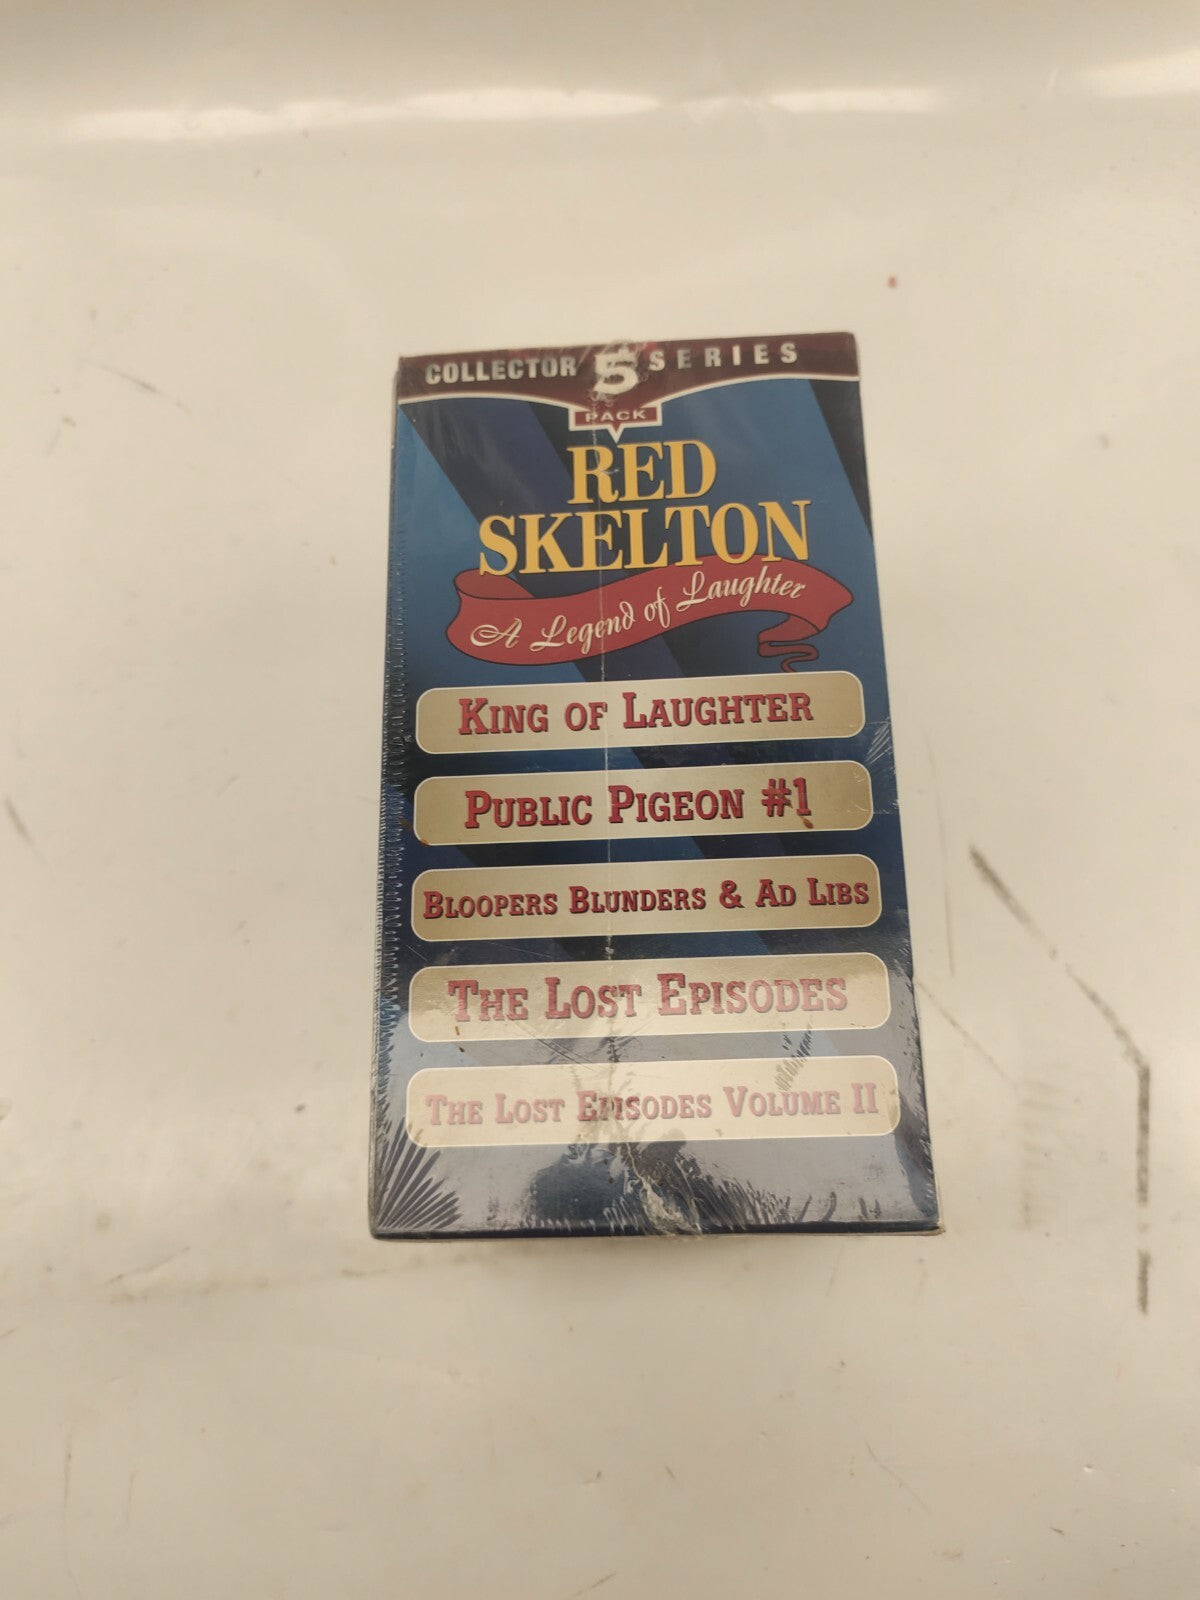 COLLECTOR 5 SERIES
PACK
RED
SKELTON
A Legend of Laughter
KING OF LAUGHTER
PUBLIC PIGEON #1
BLOOPERS BLUNDERS & AD LIBS
THE LOST EPISODES
THE LOST EPISODES VOLUME II